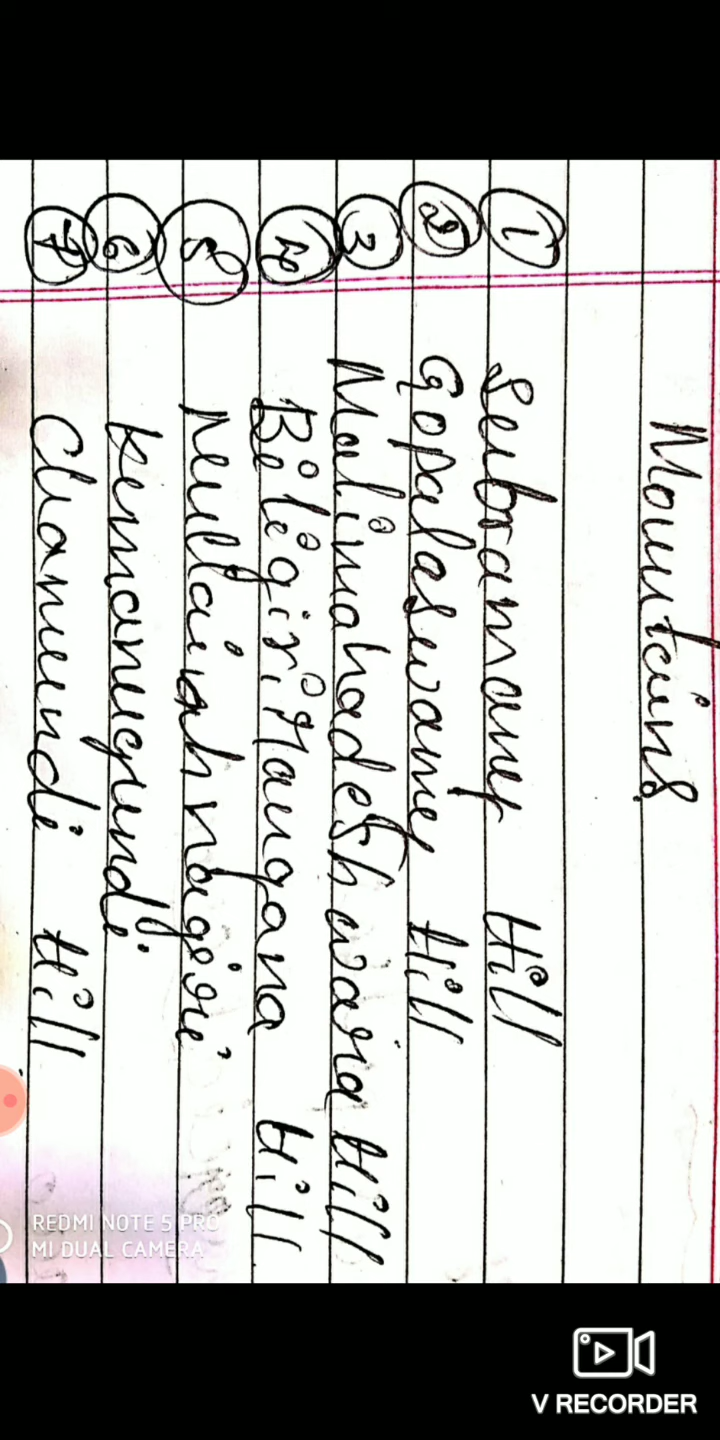 Mountains
1 Subramany Hill
2 Gopalaswamy Hill
3 Malimahadeshwara Hill
4 Biligiri Rangana Hill
5 Mullaiahnagiri
6 Kemmanugundi
7 Chamundi Hill
REDMI NOTE 5 PRO
MI DUAL CAMERA
V RECORDER